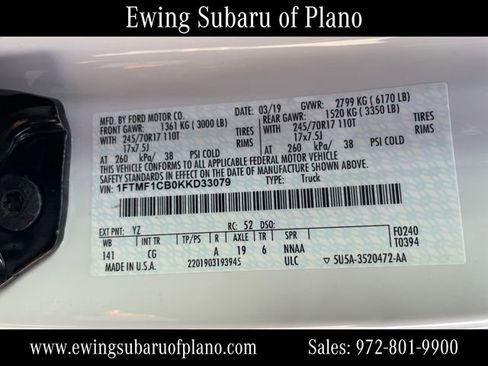 Ewing Subaru of Plano
MFD. BY FORD MOTOR CO.
03/19
GVWR: 2799 KG ( 6170 LB)
FRONT GAWR: 1361 KG ( 3000 LB)
REAR GAWR: 1520 KG ( 3350 LB)
WITH 245/70R17 110T TIRES
WITH 245/70R17 110T TIRES
17x7.5J RIMS
17x7.5J RIMS
AT 260 kPa/ 38 PSI COLD
AT 260 kPa/ 38 PSI COLD
THIS VEHICLE CONFORMS TO ALL APPLICABLE FEDERAL MOTOR VEHICLE
SAFETY STANDARDS IN EFFECT ON THE DATE OF MANUFACTURE SHOWN ABOVE.
VIN: 1FTMF1CB0KKD33079
TYPE: Truck
EXT PNT: YZ RC: 52 DSO:
WB INT TR TP/PS R AXLE TR SPR
F0240
141 CG A 19 6 NNAA
T0394
MADE IN U.S.A. 220190319394S ULC ▽ 5U5A-3520472-AA
www.ewingsubaruofplano.com
Sales: 972-801-9900